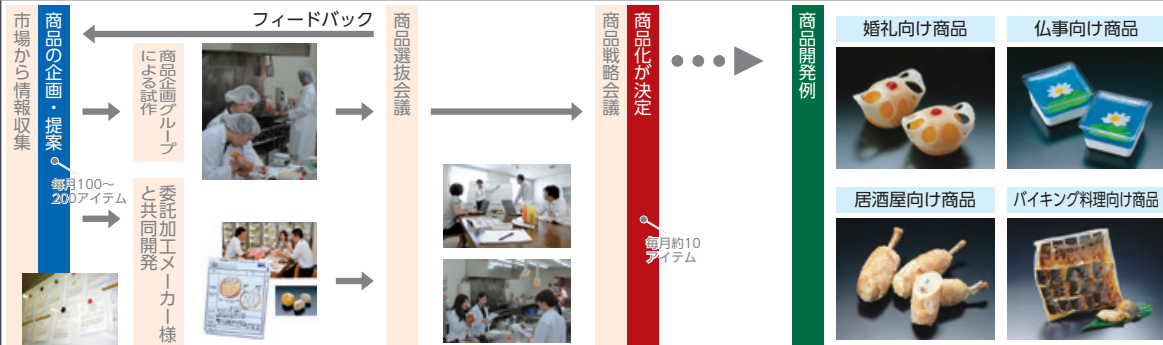 市場から情報収集
商品の企画・提案
毎月100〜
200アイテム
フィードバック
商品企画グループ
による試作
委託加工メーカー様
と共同開発
商品選抜会議
商品戦略会議
商品化が決定
毎月約10
アイテム
商品開発例
婚礼向け商品
仏事向け商品
居酒屋向け商品
バイキング料理向け商品